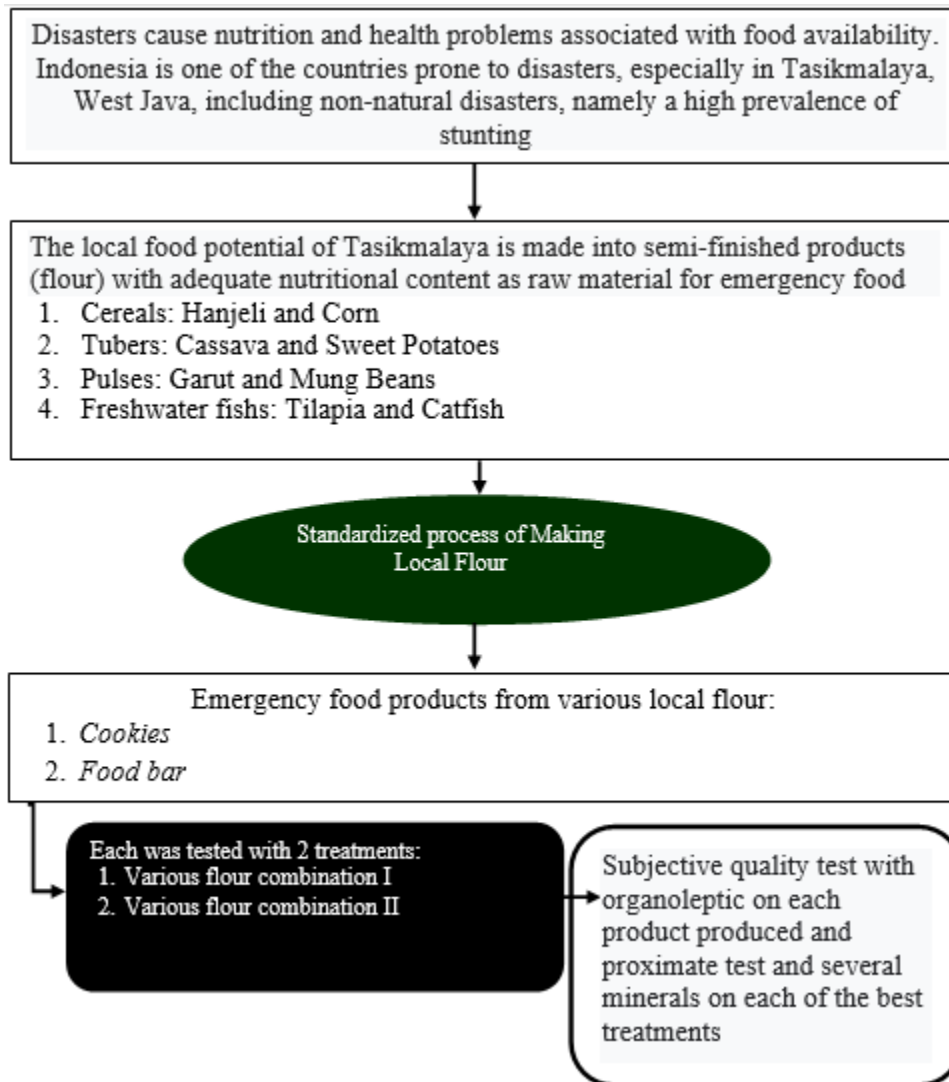 Disasters cause nutrition and health problems associated with food availability.
Indonesia is one of the countries prone to disasters, especially in Tasikmalaya,
West Java, including non-natural disasters, namely a high prevalence of
stunting
The local food potential of Tasikmalaya is made into semi-finished products
(flour) with adequate nutritional content as raw material for emergency food
1. Cereals: Hanjeli and Corn
2. Tubers: Cassava and Sweet Potatoes
3. Pulses: Garut and Mung Beans
4. Freshwater fishs: Tilapia and Catfish
Standardized process of Making
Local Flour
Emergency food products from various local flour:
1. Cookies
2. Food bar
Each was tested with 2 treatments:
1. Various flour combination I
2. Various flour combination II
Subjective quality test with
organoleptic on each
product produced and
proximate test and several
minerals on each of the best
treatments